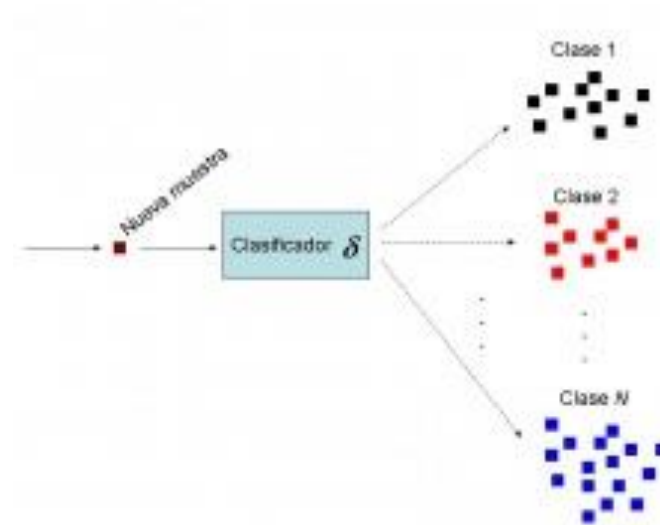 Clase 1
Nueva muestra
Clase 2
Clasificador δ
Clase N